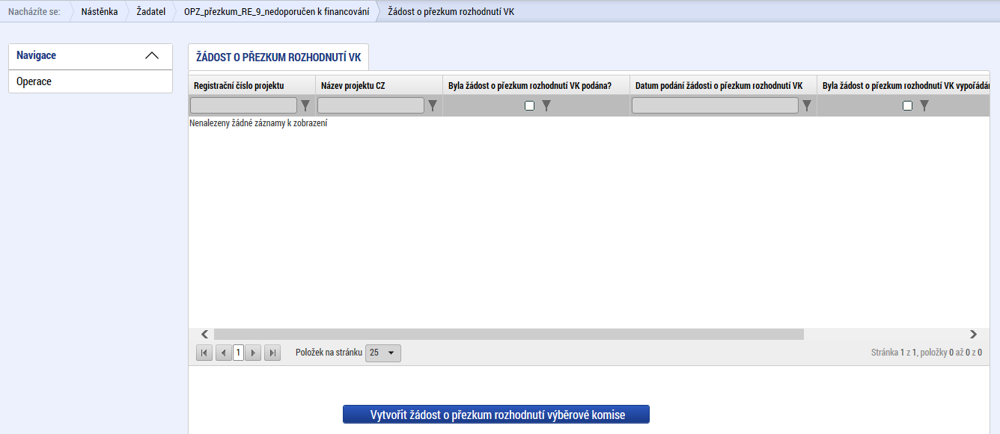 Nacházíte se: Nástěnka Žadatel OPZ_přezkum_RE_9_nedoporučen k financování Žádost o přezkum rozhodnutí VK
Navigace
Operace
ŽÁDOST O PŘEZKUM ROZHODNUTÍ VK
Registrační číslo projektu Název projektu CZ Byla žádost o přezkum rozhodnutí VK podána? Datum podání žádosti o přezkum rozhodnutí VK Byla žádost o přezkum rozhodnutí VK vypořádán
Nenalezeny žádné záznamy k zobrazení
1 Položek na stránku 25 Stránka 1 z 1, položky 0 až 0 z 0
Vytvořit žádost o přezkum rozhodnutí výběrové komise